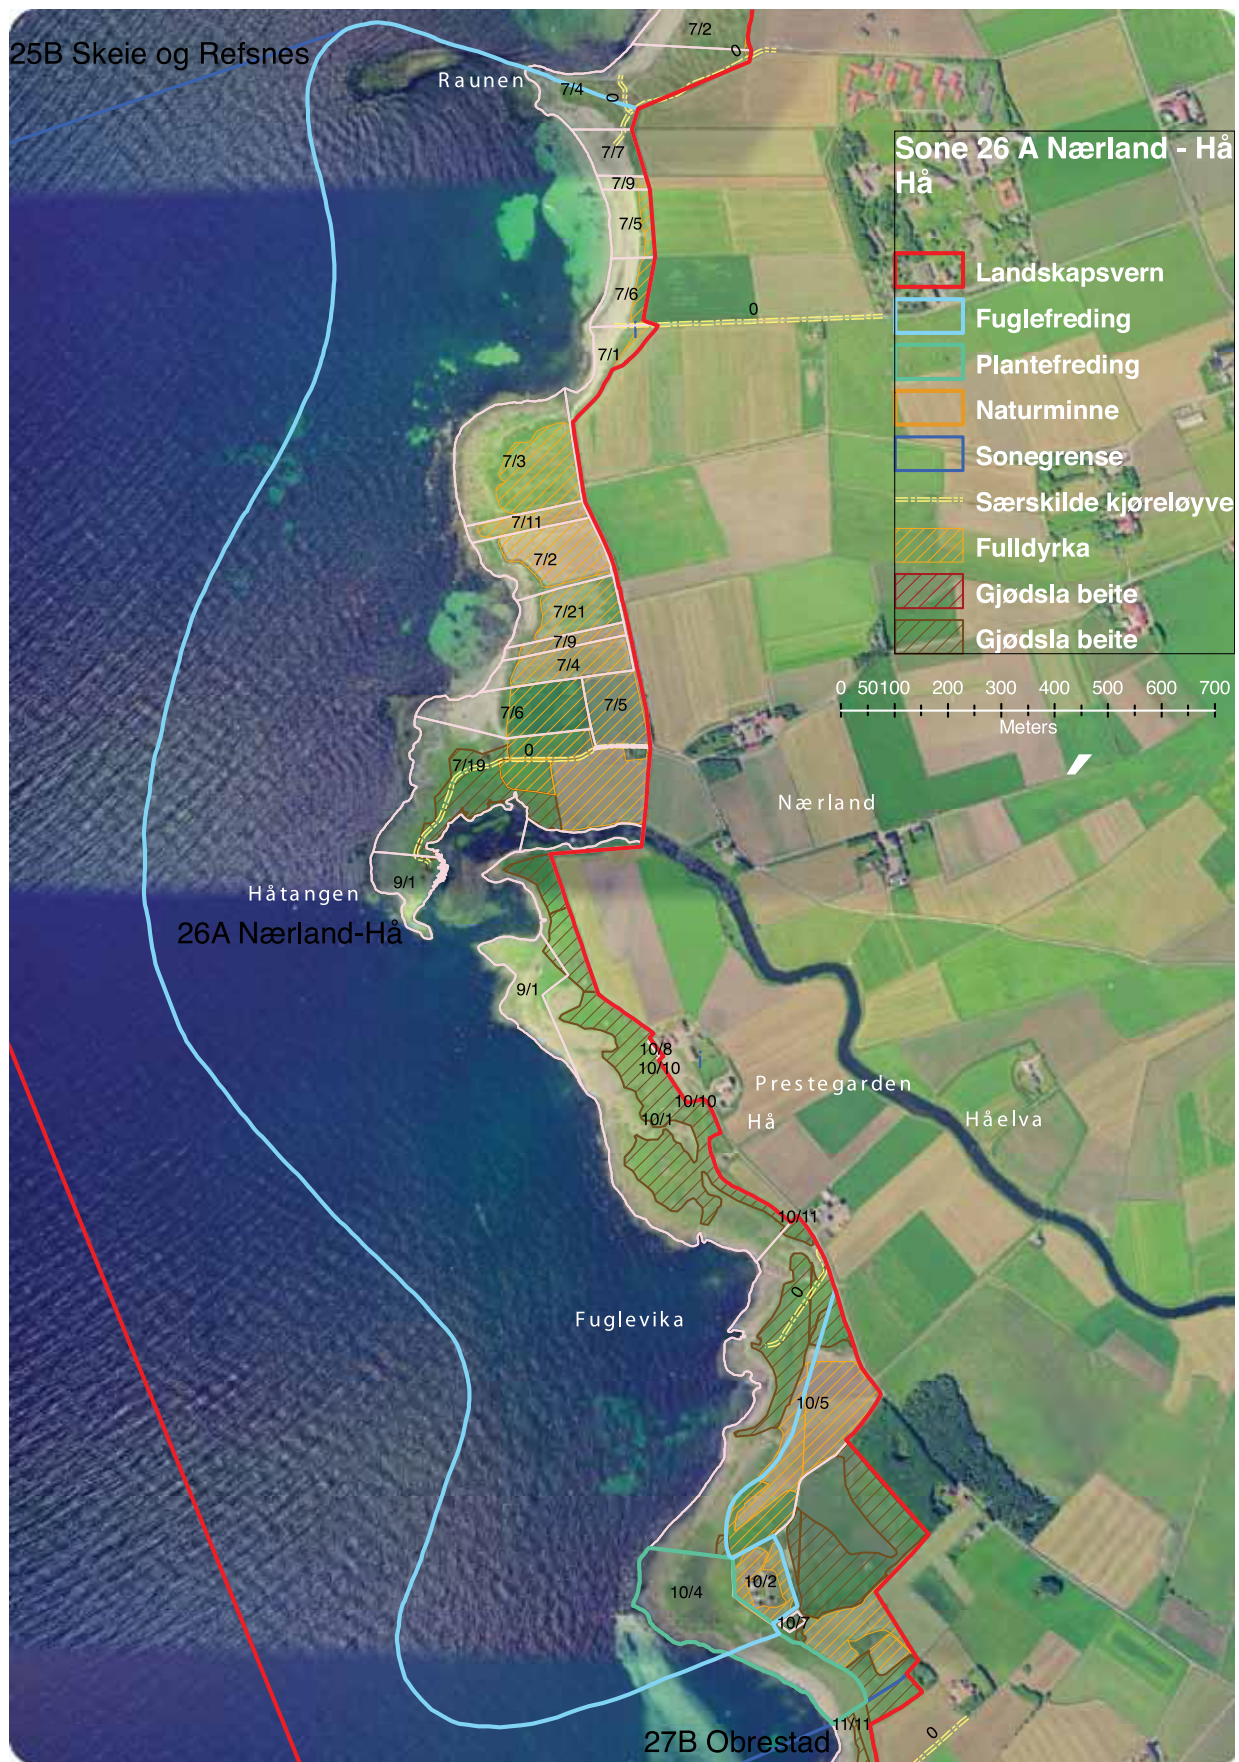 7/2
25B Skeie og Refsnes
0
Raunen
7/4
0
Sone 26 A Nærland - Hå
Hå
7/7
7/9
7/5
Landskapsvern
7/6
0
Fuglefreding
7/1
Plantefreding
Naturminne
7/3
Sonegrense
7/11
Særskilde kjøreløyve
7/2
Fulldyrka
7/21
Gjødsla beite
7/9
Gjødsla beite
7/4
0 50 100 200 300 400 500 600 700
Meters
7/6
7/5
0
7/19
Nærland
9/1
Håtangen
26A Nærland-Hå
9/1
10/8
10/10
Prestegarden
10/10
10/1
Hå
Håelva
10/11
0
Fuglevika
10/5
10/2
10/4
10/7
11/11
0
27B Obrestad